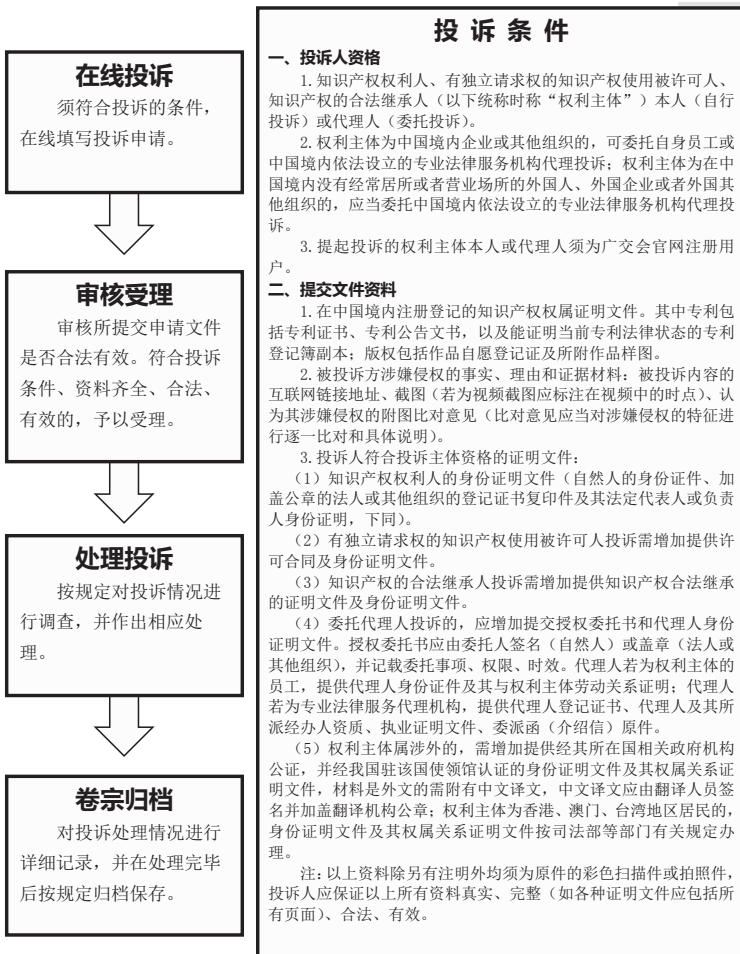 在线投诉
须符合投诉的条件，
在线填写投诉申请。
审核受理
审核所提交申请文件
是否合法有效。符合投诉
条件、资料齐全、合法、
有效的，予以受理。
处理投诉
按规定对投诉情况进
行调查，并作出相应处
理。
卷宗归档
对投诉处理情况进行
详细记录，并在处理完毕
后按规定归档保存。
投诉条件
一、投诉人资格
1.知识产权权利人、有独立请求权的知识产权使用被许可人、
知识产权的合法继承人（以下统称时称“权利主体”）本人（自行
投诉）或代理人（委托投诉）。
2.权利主体为中国境内企业或其他组织的，可委托自身员工或
中国境内依法设立的专业法律服务机构代理投诉；权利主体为在中
国境内没有经常居所或者营业场所的外国人、外国企业或者外国其
他组织的，应当委托中国境内依法设立的专业法律服务机构代理投
诉。
3.提起投诉的权利主体本人或代理人须为广交会官网注册用
户。
二、提交文件资料
1.在中国境内注册登记的知识产权权属证明文件。其中专利包
括专利证书、专利公告文书，以及能证明当前专利法律状态的专利
登记簿副本；版权包括作品自愿登记证及所附作品样图。
2.被投诉方涉嫌侵权的事实、理由和证据材料：被投诉内容的
互联网链接地址、截图（若为视频截图应标注在视频中的时点）、认
为其涉嫌侵权的附图比对意见（比对意见应当对涉嫌侵权的特征进
行逐一比对和具体说明）。
3.投诉人符合投诉主体资格的证明文件：
（1）知识产权权利人的身份证明文件（自然人的身份证件、加
盖公章的法人或其他组织的登记证书复印件及其法定代表人或负责
人身份证明，下同）。
（2）有独立请求权的知识产权使用被许可人投诉需增加提供许
可合同及身份证明文件。
（3）知识产权的合法继承人投诉需增加提供知识产权合法继承
的证明文件及身份证明文件。
（4）委托代理人投诉的，应增加提交授权委托书和代理人身份
证明文件。授权委托书应由委托人签名（自然人）或盖章（法人或
其他组织），并记载委托事项、权限、时效。代理人若为权利主体的
员工，提供代理人身份证件及其与权利主体劳动关系证明；代理人
若为专业法律服务代理机构，提供代理人登记证书、代理人及其所
派经办人资质、执业证明文件、委派函（介绍信）原件。
（5）权利主体属涉外的，需增加提供经其所在国相关政府机构
公证，并经我国驻该国使领馆认证的身份证明文件及其权属关系证
明文件，材料是外文的需附有中文译文，中文译文应由翻译人员签
名并加盖翻译机构公章；权利主体为香港、澳门、台湾地区居民的，
身份证明文件及其权属关系证明文件按司法部等部门有关规定办
理。
注：以上资料除另有注明外均须为原件的彩色扫描件或拍照件，
投诉人应保证以上所有资料真实、完整（如各种证明文件应包括所
有页面）、合法、有效。